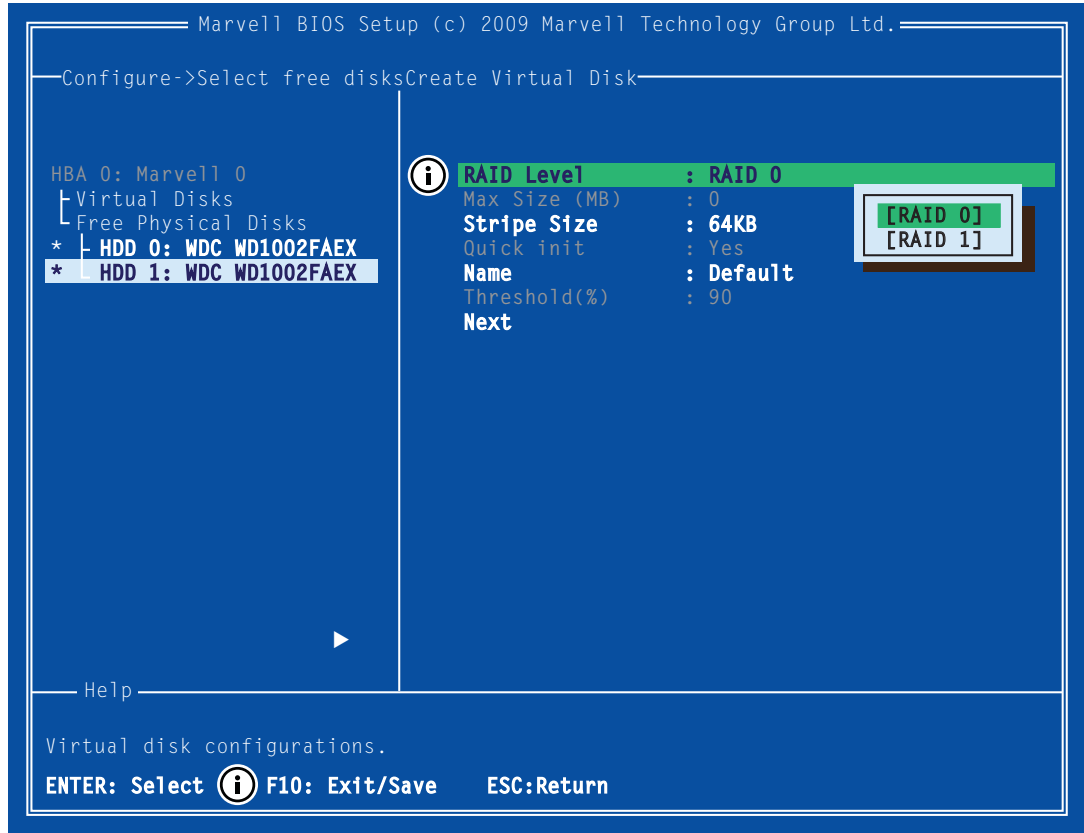 Marvell BIOS Setup (c) 2009 Marvell Technology Group Ltd.
Configure->Select free disksCreate Virtual Disk
HBA 0: Marvell 0
Virtual Disks
Free Physical Disks
* HDD 0: WDC WD1002FAEX
* HDD 1: WDC WD1002FAEX
i RAID Level : RAID 0
Max Size (MB) : 0
Stripe Size : 64KB
Quick init : Yes
Name : Default
Threshold(%) : 90
Next
[RAID 0]
[RAID 1]
Help
Virtual disk configurations.
ENTER: Select i F10: Exit/Save ESC:Return